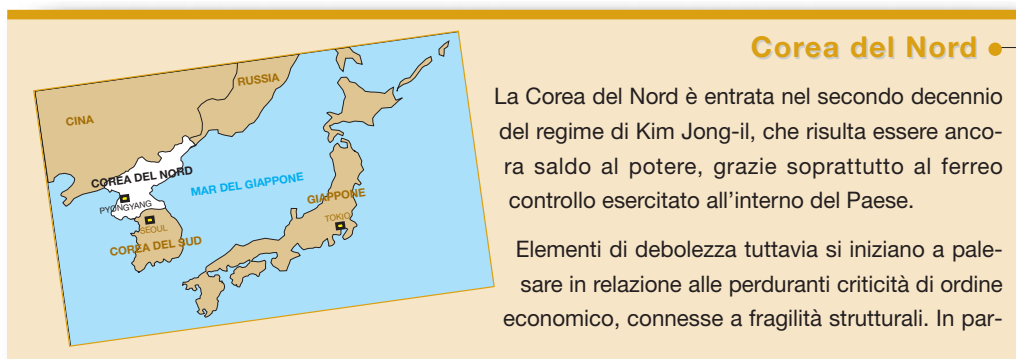 Corea del Nord
La Corea del Nord è entrata nel secondo decennio
del regime di Kim Jong-il, che risulta essere anco-
ra saldo al potere, grazie soprattutto al ferreo
controllo esercitato all'interno del Paese.
Elementi di debolezza tuttavia si iniziano a pale-
sare in relazione alle perduranti criticità di ordine
economico, connesse a fragilità strutturali. In par-
RUSSIA
CINA
COREA DEL NORD
MAR DEL GIAPPONE
PYONGYANG
GIAPPONE
SEOUL
TOKIO
COREA DEL SUD